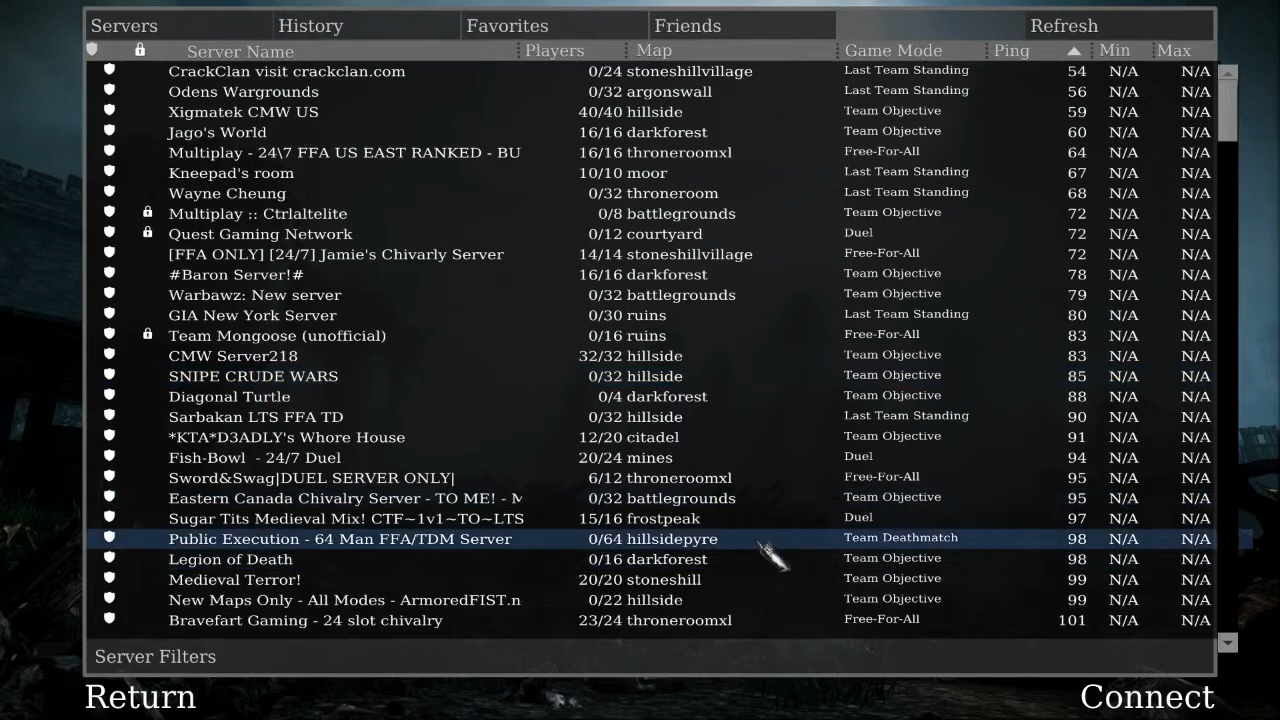 Servers History Favorites Friends Refresh
Server Name Players Map Game Mode Ping Min Max
CrackClan visit crackclan.com 0/24 stoneshillvillage Last Team Standing 54 N/A N/A
Odens Wargrounds 0/32 argonswall Last Team Standing 56 N/A N/A
Xigmatek CMW US 40/40 hillside Team Objective 59 N/A N/A
Jago's World 16/16 darkforest Team Objective 60 N/A N/A
Multiplay - 24\7 FFA US EAST RANKED - BU 16/16 throneroomxl Free-For-All 64 N/A N/A
Kneepad's room 10/10 moor Last Team Standing 67 N/A N/A
Wayne Cheung 0/32 throneroom Last Team Standing 68 N/A N/A
Multiplay :: Ctrlaltelite 0/8 battlegrounds Team Objective 72 N/A N/A
Quest Gaming Network 0/12 courtyard Duel 72 N/A N/A
[FFA ONLY] [24/7] Jamie's Chivarly Server 14/14 stoneshillvillage Free-For-All 72 N/A N/A
#Baron Server!# 16/16 darkforest Team Objective 78 N/A N/A
Warbawz: New server 0/32 battlegrounds Team Objective 79 N/A N/A
GIA New York Server 0/30 ruins Last Team Standing 80 N/A N/A
Team Mongoose (unofficial) 0/16 ruins Free-For-All 83 N/A N/A
CMW Server218 32/32 hillside Team Objective 83 N/A N/A
SNIPE CRUDE WARS 0/32 hillside Team Objective 85 N/A N/A
Diagonal Turtle 0/4 darkforest Team Objective 88 N/A N/A
Sarbakan LTS FFA TD 0/32 hillside Last Team Standing 90 N/A N/A
*KTA*D3ADLY's Whore House 12/20 citadel Team Objective 91 N/A N/A
Fish-Bowl - 24/7 Duel 20/24 mines Duel 94 N/A N/A
Sword&Swag|DUEL SERVER ONLY| 6/12 throneroomxl Free-For-All 95 N/A N/A
Eastern Canada Chivalry Server - TO ME! - M 0/32 battlegrounds Team Objective 95 N/A N/A
Sugar Tits Medieval Mix! CTF~1v1~TO~LTS 15/16 frostpeak Duel 97 N/A N/A
Public Execution - 64 Man FFA/TDM Server 0/64 hillsidepyre Team Deathmatch 98 N/A N/A
Legion of Death 0/16 darkforest Team Objective 98 N/A N/A
Medieval Terror! 20/20 stoneshill Team Objective 99 N/A N/A
New Maps Only - All Modes - ArmoredFIST.n 0/22 hillside Team Objective 99 N/A N/A
Bravefart Gaming - 24 slot chivalry 23/24 throneroomxl Free-For-All 101 N/A N/A
Server Filters
Return Connect